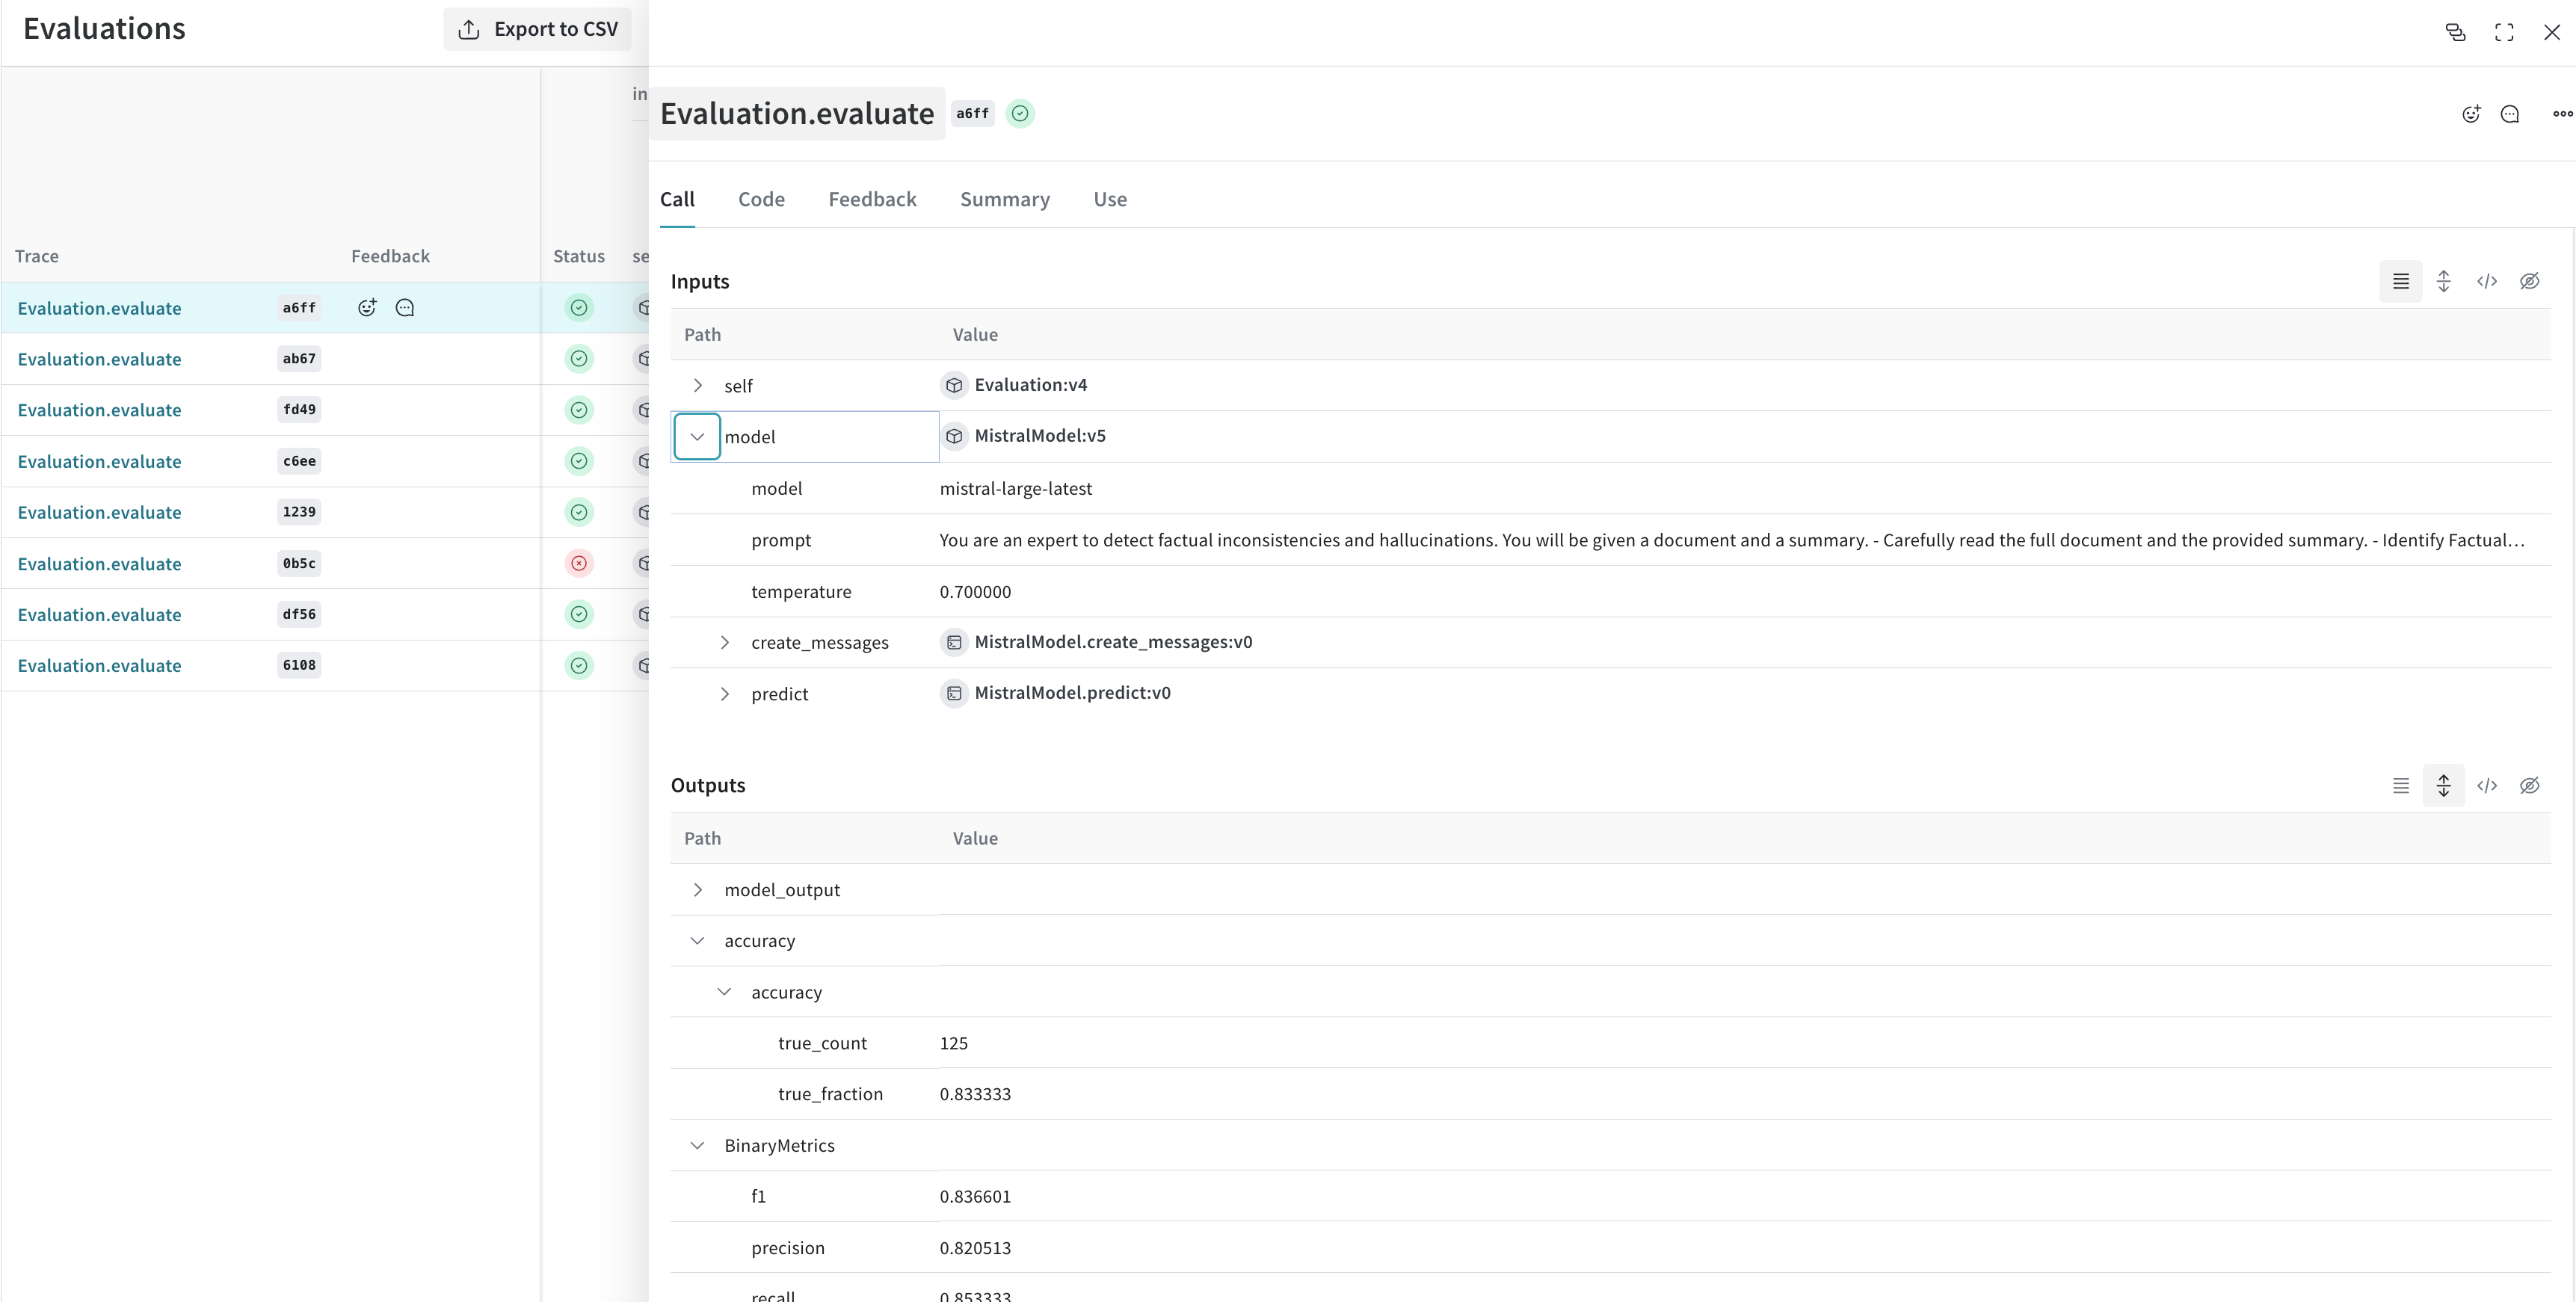 Evaluations
Export to CSV
in
Trace Feedback Status se
Evaluation.evaluate a6ff
Evaluation.evaluate ab67
Evaluation.evaluate fd49
Evaluation.evaluate c6ee
Evaluation.evaluate 1239
Evaluation.evaluate 0b5c
Evaluation.evaluate df56
Evaluation.evaluate 6108
Evaluation.evaluate a6ff
Call Code Feedback Summary Use
Inputs
Path Value
self Evaluation:v4
model MistralModel:v5
model mistral-large-latest
prompt You are an expert to detect factual inconsistencies and hallucinations. You will be given a document and a summary. - Carefully read the full document and the provided summary. - Identify Factual…
temperature 0.700000
create_messages MistralModel.create_messages:v0
predict MistralModel.predict:v0
Outputs
Path Value
model_output
accuracy
accuracy
true_count 125
true_fraction 0.833333
BinaryMetrics
f1 0.836601
precision 0.820513
recall 0.853333